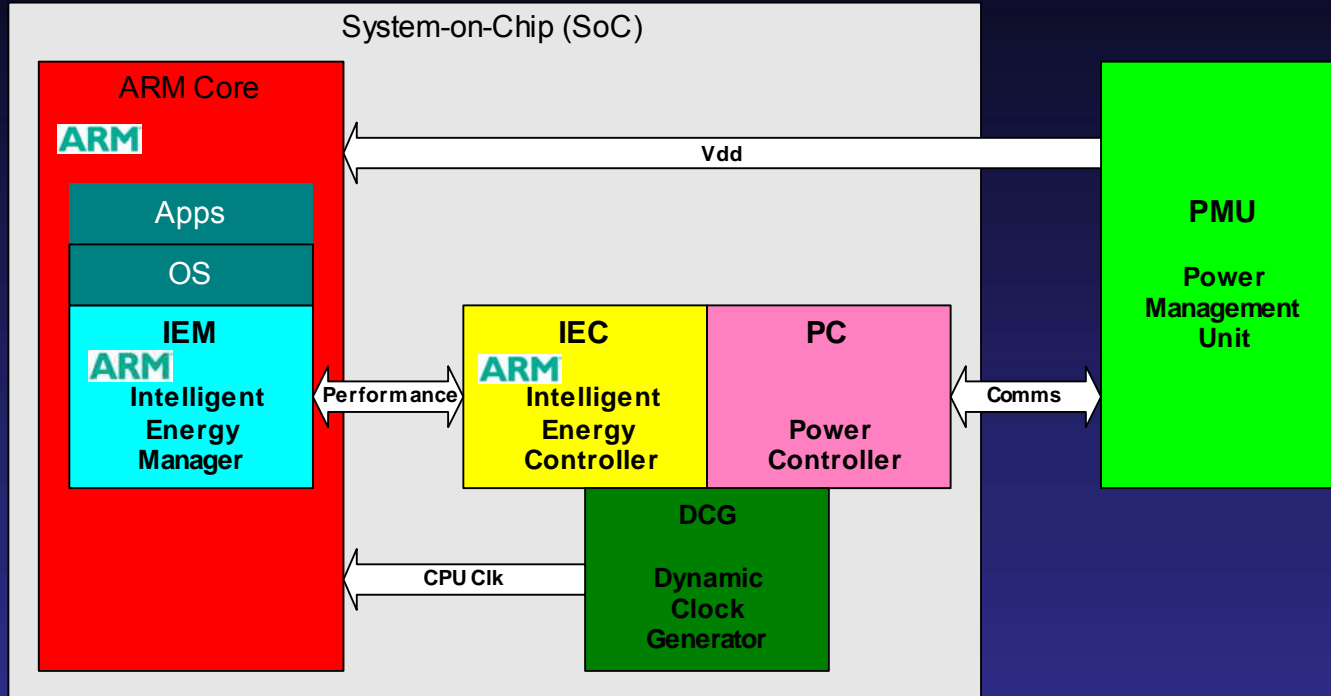 System-on-Chip (SoC)
ARM Core
ARM
Apps
OS
IEM
ARM
Intelligent
Energy
Manager
Vdd
Performance
IEC
ARM
Intelligent
Energy
Controller
PC
Power
Controller
Comms
PMU
Power
Management
Unit
CPU Clk
DCG
Dynamic
Clock
Generator